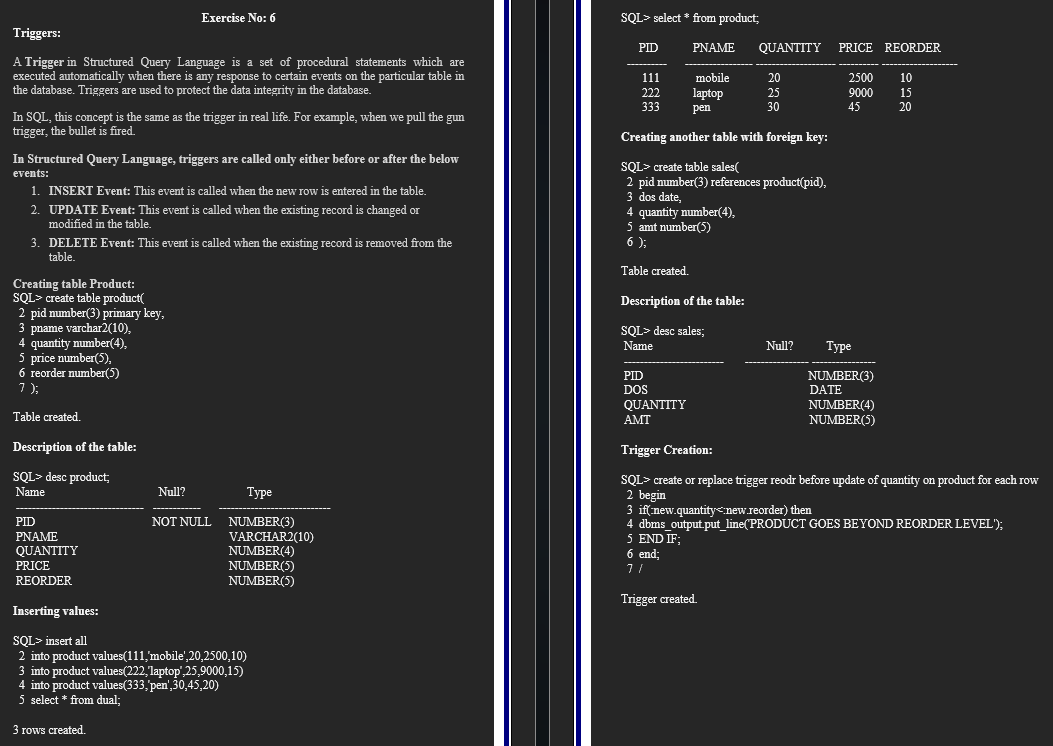 Exercise No: 6
Triggers:
A Trigger in Structured Query Language is a set of procedural statements which are
executed automatically when there is any response to certain events on the particular table in
the database. Triggers are used to protect the data integrity in the database.
In SQL, this concept is the same as the trigger in real life. For example, when we pull the gun
trigger, the bullet is fired.
In Structured Query Language, triggers are called only either before or after the below
events:
1. INSERT Event: This event is called when the new row is entered in the table.
2. UPDATE Event: This event is called when the existing record is changed or
modified in the table.
3. DELETE Event: This event is called when the existing record is removed from the
table.
Creating table Product:
SQL> create table product(
2 pid number(3) primary key,
3 pname varchar2(10),
4 quantity number(4),
5 price number(5),
6 reorder number(5)
7 );
Table created.
Description of the table:
SQL> desc product;
Name Null? Type
PID NOT NULL NUMBER(3)
PNAME VARCHAR2(10)
QUANTITY NUMBER(4)
PRICE NUMBER(5)
REORDER NUMBER(5)
Inserting values:
SQL> insert all
2 into product values(111,'mobile',20,2500,10)
3 into product values(222,'laptop',25,9000,15)
4 into product values(333,'pen',30,45,20)
5 select * from dual;
3 rows created.
SQL> select * from product;
PID PNAME QUANTITY PRICE REORDER
111 mobile 20 2500 10
222 laptop 25 9000 15
333 pen 30 45 20
Creating another table with foreign key:
SQL> create table sales(
2 pid number(3) references product(pid),
3 dos date,
4 quantity number(4),
5 amt number(5)
6 );
Table created.
Description of the table:
SQL> desc sales;
Name Null? Type
PID NUMBER(3)
DOS DATE
QUANTITY NUMBER(4)
AMT NUMBER(5)
Trigger Creation:
SQL> create or replace trigger reodr before update of quantity on product for each row
2 begin
3 if(:new.quantity<:new.reorder) then
4 dbms_output.put_line('PRODUCT GOES BEYOND REORDER LEVEL');
5 END IF;
6 end;
7 /
Trigger created.